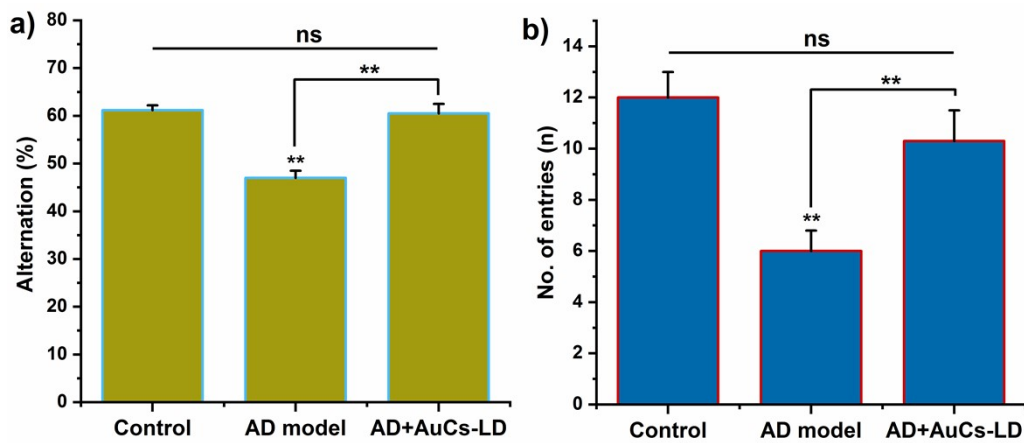 a)
Alternation (%)
80
70
60
50
40
30
20
10
0
ns
**
**
Control
AD model
AD+AuCs-LD
b)
No. of entries (n)
14
12
10
8
6
4
2
0
ns
**
**
Control
AD model
AD+AuCs-LD